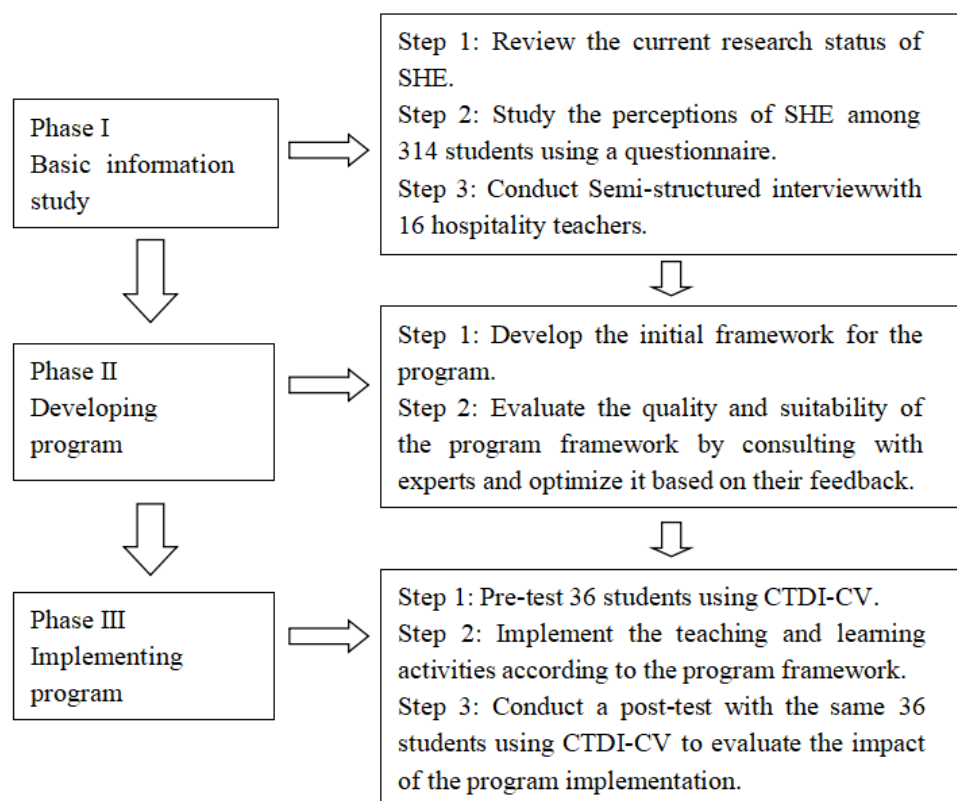 Phase I
Basic information
study
Step 1: Review the current research status of
SHE.
Step 2: Study the perceptions of SHE among
314 students using a questionnaire.
Step 3: Conduct Semi-structured interviewwith
16 hospitality teachers.
Phase II
Developing
program
Step 1: Develop the initial framework for the
program.
Step 2: Evaluate the quality and suitability of
the program framework by consulting with
experts and optimize it based on their feedback.
Phase III
Implementing
program
Step 1: Pre-test 36 students using CTDI-CV.
Step 2: Implement the teaching and learning
activities according to the program framework.
Step 3: Conduct a post-test with the same 36
students using CTDI-CV to evaluate the impact
of the program implementation.